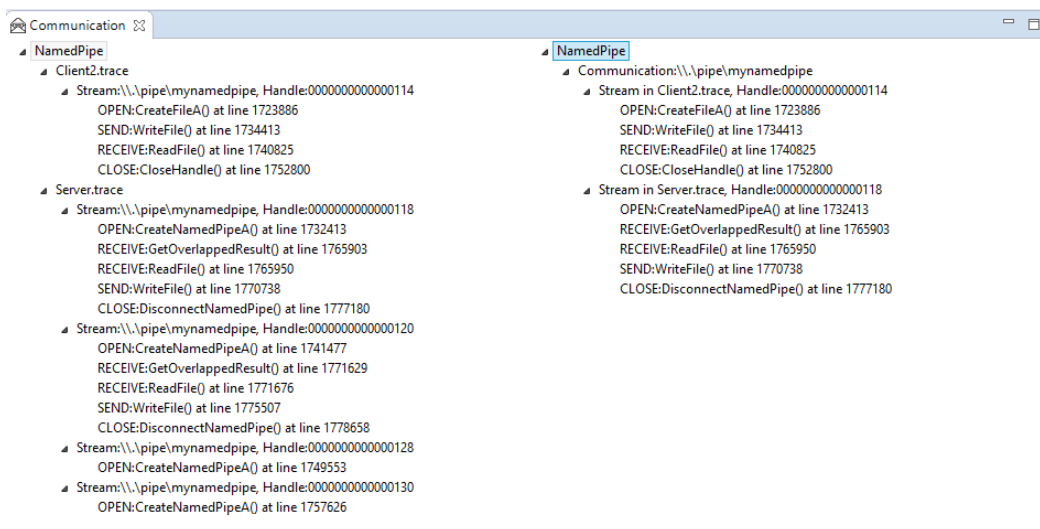 Communication
NamedPipe
Client2.trace
Stream:\\.\pipe\mynamedpipe, Handle:0000000000000114
OPEN:CreateFileA() at line 1723886
SEND:WriteFile() at line 1734413
RECEIVE:ReadFile() at line 1740825
CLOSE:CloseHandle() at line 1752800
Server.trace
Stream:\\.\pipe\mynamedpipe, Handle:0000000000000118
OPEN:CreateNamedPipeA() at line 1732413
RECEIVE:GetOverlappedResult() at line 1765903
RECEIVE:ReadFile() at line 1765950
SEND:WriteFile() at line 1770738
CLOSE:DisconnectNamedPipe() at line 1777180
Stream:\\.\pipe\mynamedpipe, Handle:0000000000000120
OPEN:CreateNamedPipeA() at line 1741477
RECEIVE:GetOverlappedResult() at line 1771629
RECEIVE:ReadFile() at line 1771676
SEND:WriteFile() at line 1775507
CLOSE:DisconnectNamedPipe() at line 1778658
Stream:\\.\pipe\mynamedpipe, Handle:0000000000000128
OPEN:CreateNamedPipeA() at line 1749553
Stream:\\.\pipe\mynamedpipe, Handle:0000000000000130
OPEN:CreateNamedPipeA() at line 1757626
NamedPipe
Communication:\\.\pipe\mynamedpipe
Stream in Client2.trace, Handle:0000000000000114
OPEN:CreateFileA() at line 1723886
SEND:WriteFile() at line 1734413
RECEIVE:ReadFile() at line 1740825
CLOSE:CloseHandle() at line 1752800
Stream in Server.trace, Handle:0000000000000118
OPEN:CreateNamedPipeA() at line 1732413
RECEIVE:GetOverlappedResult() at line 1765903
RECEIVE:ReadFile() at line 1765950
SEND:WriteFile() at line 1770738
CLOSE:DisconnectNamedPipe() at line 1777180